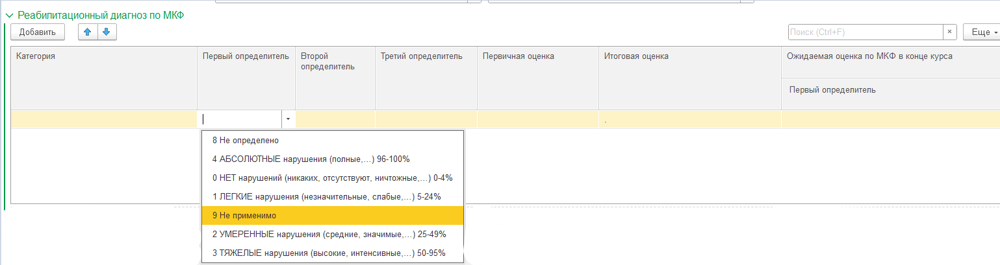 Реабилитационный диагноз по МКФ
Добавить
Поиск (Ctrl+F)
×
Еще
Категория
Первый определитель
Второй
определитель
Третий определитель
Первичная оценка
Итоговая оценка
Ожидаемая оценка по МКФ в конце курса
Первый определитель
.
8 Не определено
4 АБСОЛЮТНЫЕ нарушения (полные,...) 96-100%
0 НЕТ нарушений (никаких, отсутствуют, ничтожные,...) 0-4%
1 ЛЕГКИЕ нарушения (незначительные, слабые,...) 5-24%
9 Не применимо
2 УМЕРЕННЫЕ нарушения (средние, значимые,...) 25-49%
3 ТЯЖЕЛЫЕ нарушения (высокие, интенсивные,...) 50-95%